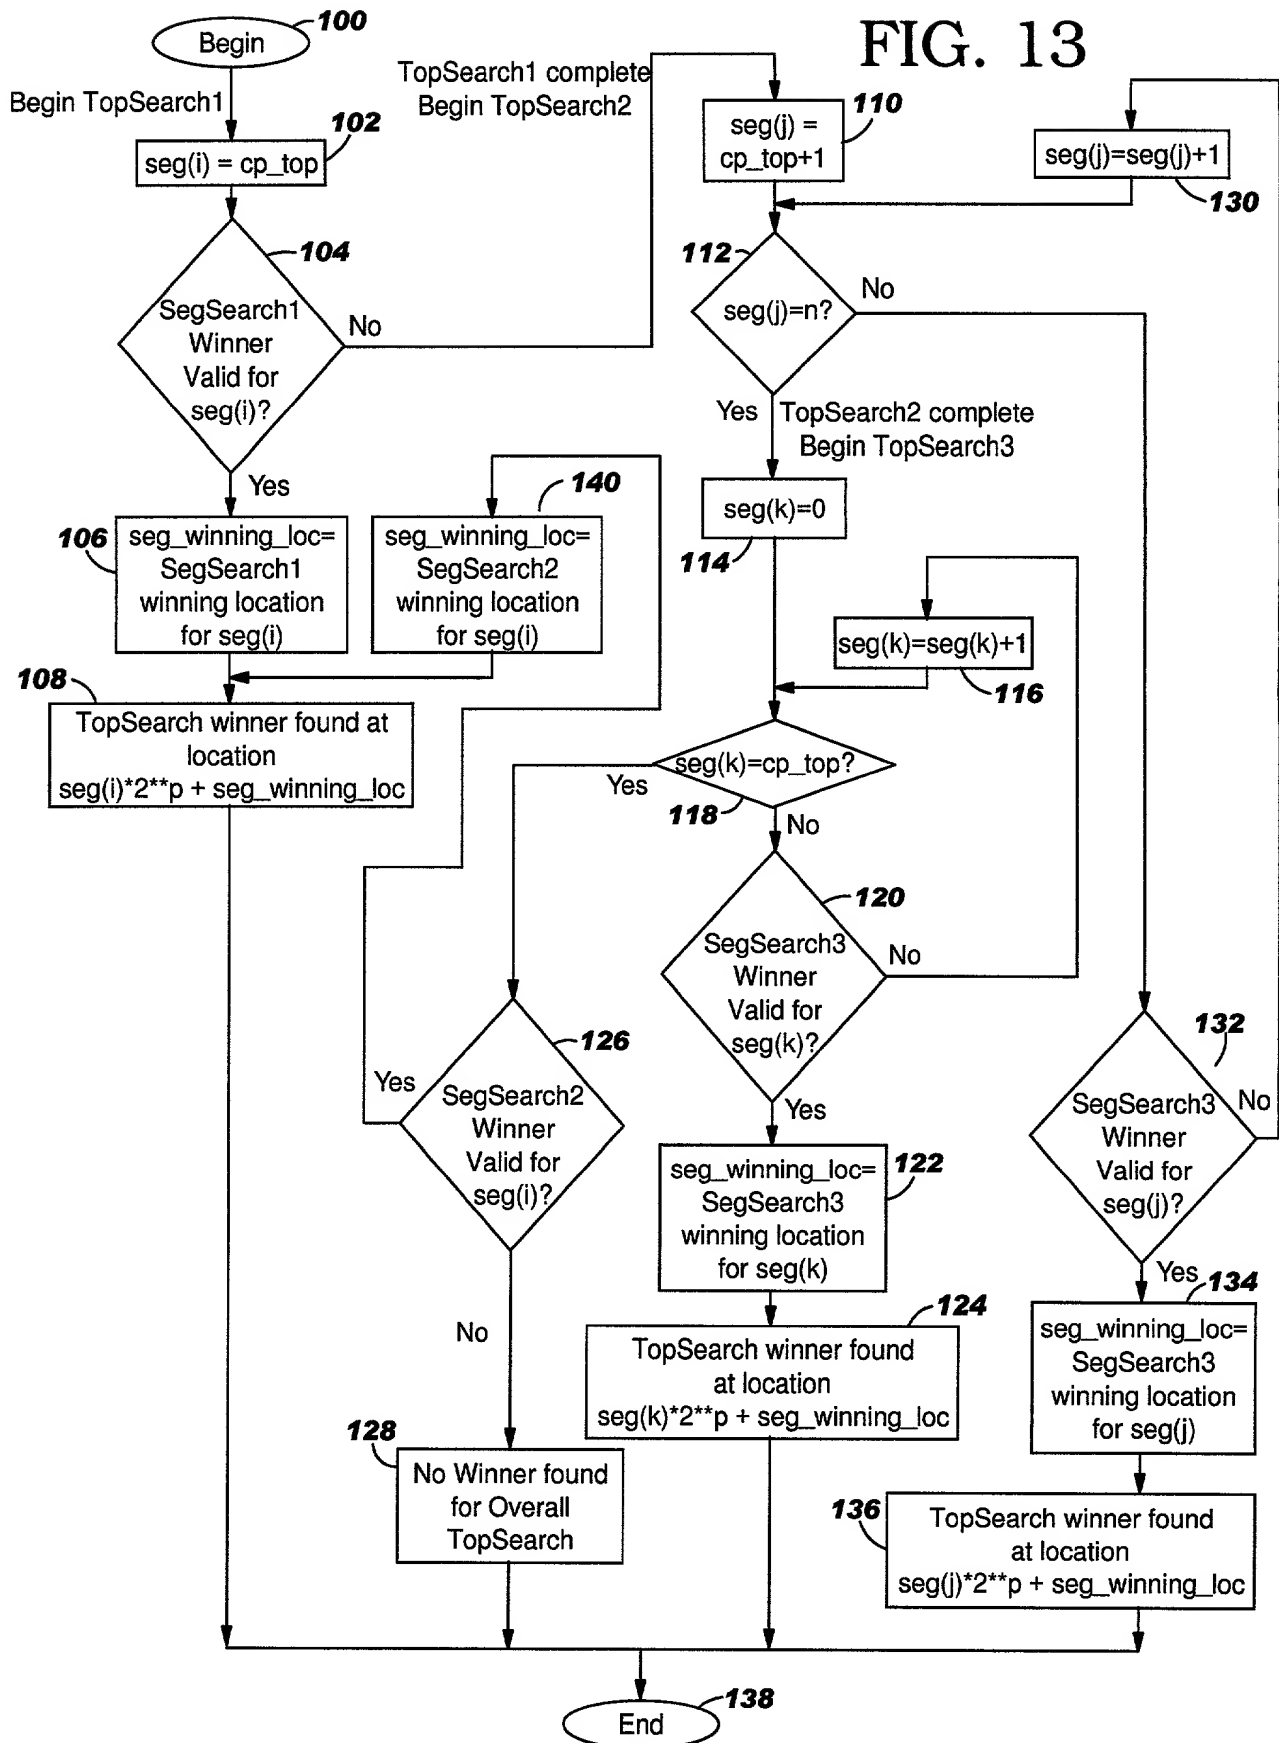 FIG. 13
100
Begin
Begin TopSearch1
102
seg(i) = cp_top
104
SegSearch1
Winner
Valid for
seg(i)?
No
Yes
TopSearch1 complete
Begin TopSearch2
110
seg(j) =
cp_top+1
seg(j)=seg(j)+1
130
112
seg(j)=n?
No
Yes
TopSearch2 complete
Begin TopSearch3
seg(k)=0
114
106
seg_winning_loc=
SegSearch1
winning location
for seg(i)
140
seg_winning_loc=
SegSearch2
winning location
for seg(i)
108
TopSearch winner found at
location
seg(i)*2**p + seg_winning_loc
seg(k)=seg(k)+1
116
seg(k)=cp_top?
Yes
118
No
120
SegSearch3
Winner
Valid for
seg(k)?
No
Yes
126
SegSearch2
Winner
Valid for
seg(i)?
Yes
No
132
SegSearch3
Winner
Valid for
seg(j)?
No
Yes
122
seg_winning_loc=
SegSearch3
winning location
for seg(k)
124
TopSearch winner found
at location
seg(k)*2**p + seg_winning_loc
134
seg_winning_loc=
SegSearch3
winning location
for seg(j)
128
No Winner found
for Overall
TopSearch
136
TopSearch winner found
at location
seg(j)*2**p + seg_winning_loc
138
End